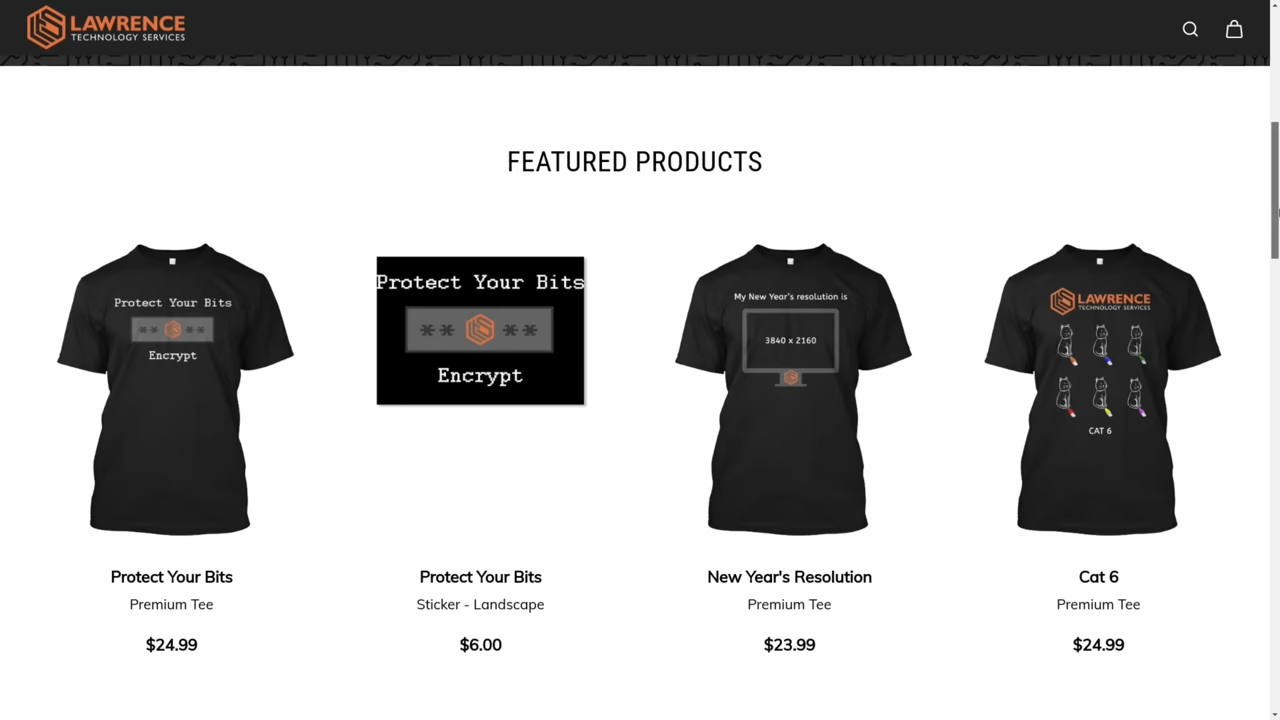 LAWRENCE
TECHNOLOGY SERVICES
FEATURED PRODUCTS
Protect Your Bits
** **
Encrypt
Protect Your Bits
** **
Encrypt
My New Year's resolution is
3840 x 2160
LAWRENCE
TECHNOLOGY SERVICES
CAT 6
Protect Your Bits
Premium Tee
$24.99
Protect Your Bits
Sticker - Landscape
$6.00
New Year's Resolution
Premium Tee
$23.99
Cat 6
Premium Tee
$24.99